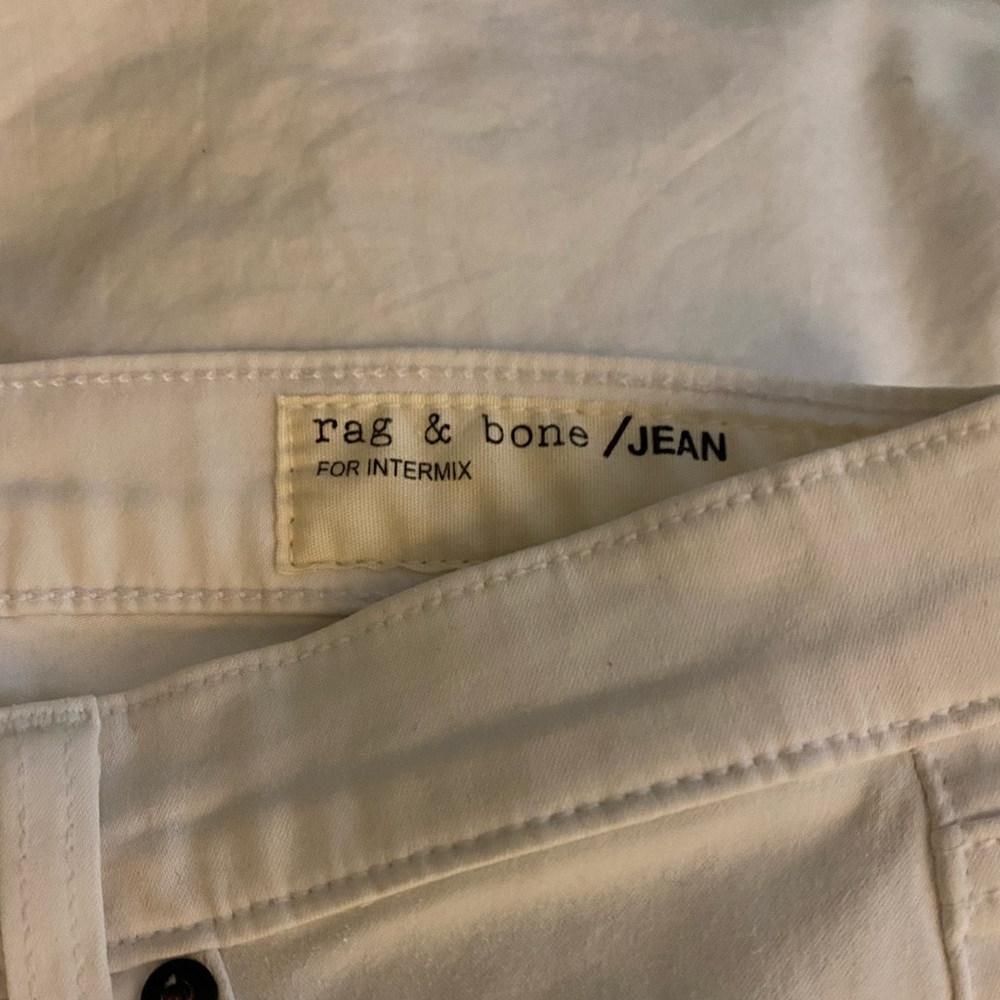 rag & bone /JEAN
FOR INTERMIX